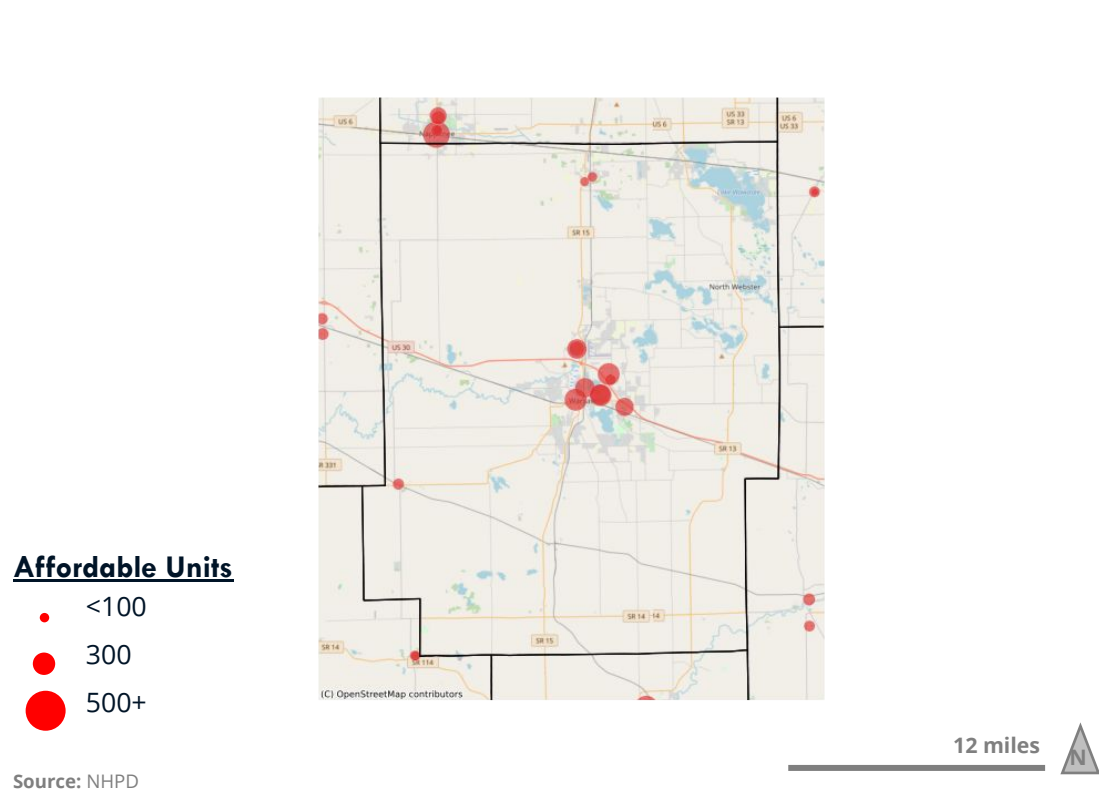 US 6
US 6
US 33
SR 13
US 6
US 33
SR 15
North Webster
US 30
SR 13
SR 14
14
SR 15
SR 14
SR 114
(C) OpenStreetMap contributors
Affordable Units
<100
300
500+
12 miles
N
Source: NHPD